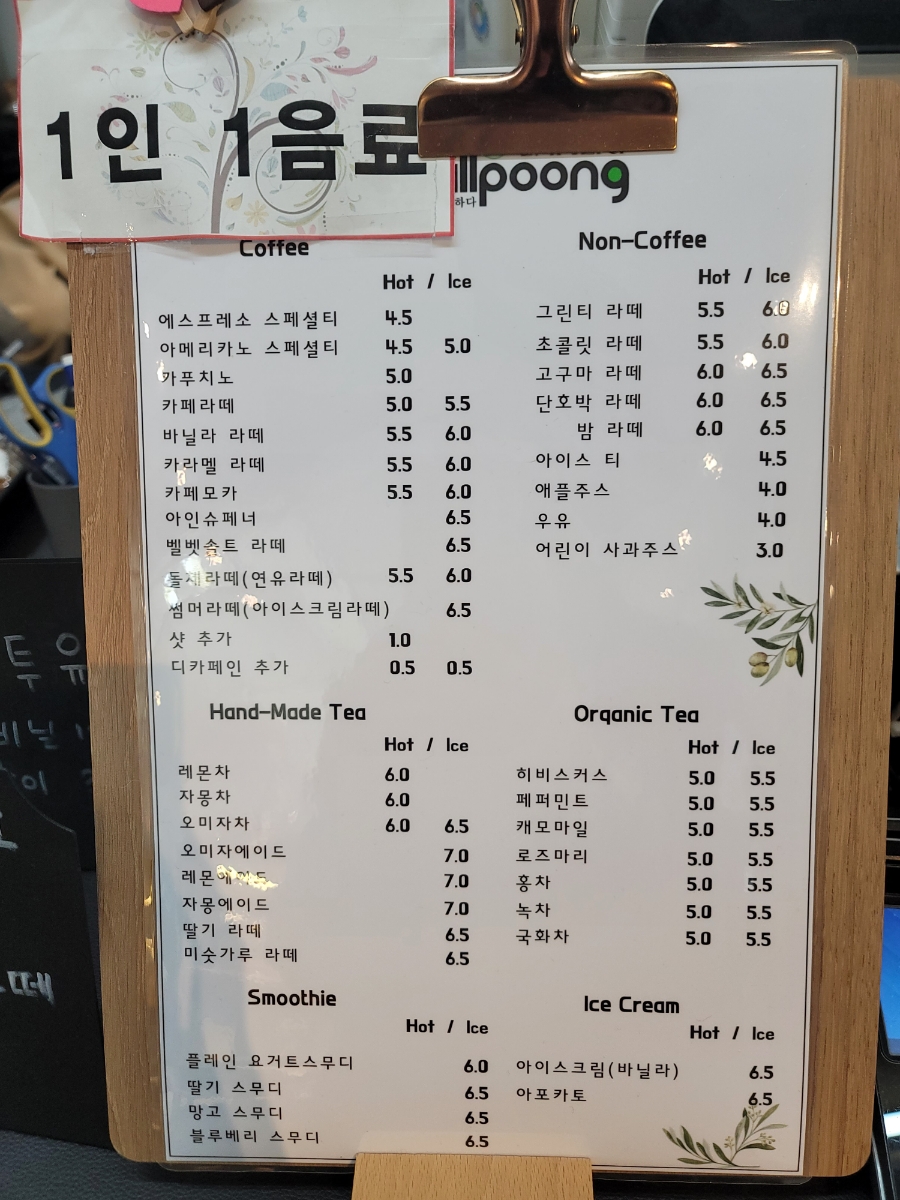 1인 1음료
illpoong
하다
Coffee
Hot / Ice
에스프레소 스페셜티 4.5
아메리카노 스페셜티 4.5 5.0
카푸치노 5.0
카페라떼 5.0 5.5
바닐라 라떼 5.5 6.0
카라멜 라떼 5.5 6.0
카페모카 5.5 6.0
아인슈페너 6.5
벨벳솔트 라떼 6.5
돌체라떼(연유라떼) 5.5 6.0
썸머라떼(아이스크림라떼) 6.5
샷 추가 1.0
디카페인 추가 0.5 0.5
Non-Coffee
Hot / Ice
그린티 라떼 5.5 6.0
초콜릿 라떼 5.5 6.0
고구마 라떼 6.0 6.5
단호박 라떼 6.0 6.5
밤 라떼 6.0 6.5
아이스 티 4.5
애플주스 4.0
우유 4.0
어린이 사과주스 3.0
Hand-Made Tea
Hot / Ice
레몬차 6.0
자몽차 6.0
오미자차 6.0 6.5
오미자에이드 7.0
레몬에이드 7.0
자몽에이드 7.0
딸기 라떼 6.5
미숫가루 라떼 6.5
Organic Tea
Hot / Ice
히비스커스 5.0 5.5
페퍼민트 5.0 5.5
캐모마일 5.0 5.5
로즈마리 5.0 5.5
홍차 5.0 5.5
녹차 5.0 5.5
국화차 5.0 5.5
Smoothie
Hot / Ice
플레인 요거트스무디 6.0
딸기 스무디 6.5
망고 스무디 6.5
블루베리 스무디 6.5
Ice Cream
Hot / Ice
아이스크림(바닐라) 6.5
아포카토 6.5